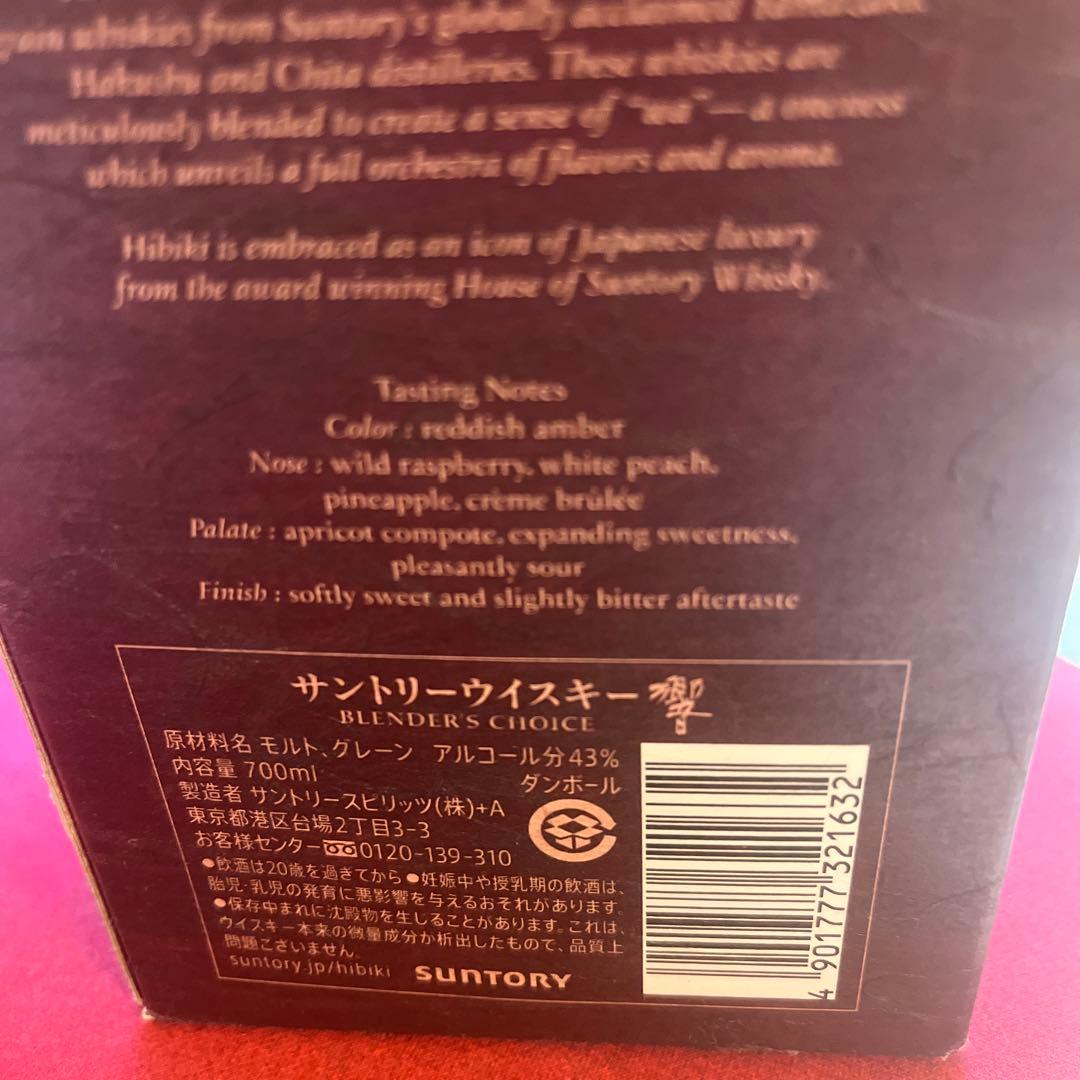 grain whiskies from Suntory's globally acclaimed
Hakushu and Chita distilleries. These whiskies are
meticulously blended to create a sense of "wa"—a oneness
which unveils a full orchestra of flavors and aroma.
Hibiki is embraced as an icon of Japanese luxury
from the award winning House of Suntory Whisky.
Tasting Notes
Color : reddish amber
Nose : wild raspberry, white peach,
pineapple, crème brûlée
Palate : apricot compote, expanding sweetness,
pleasantly sour
Finish : softly sweet and slightly bitter aftertaste
サントリーウイスキー 響
BLENDER'S CHOICE
原材料名 モルト、グレーン アルコール分43%
内容量 700ml ダンボール
製造者 サントリースピリッツ(株)+A
東京都港区台場2丁目3-3
お客様センター 0120-139-310
●飲酒は20歳を過ぎてから ●妊娠中や授乳期の飲酒は、
胎児・乳児の発育に悪影響を与えるおそれがあります。
●保存中まれに沈殿物を生じることがあります。これは、
ウイスキー本来の微量成分が析出したもので、品質上
問題ございません。
suntory.jp/hibiki SUNTORY
4 901777 321632